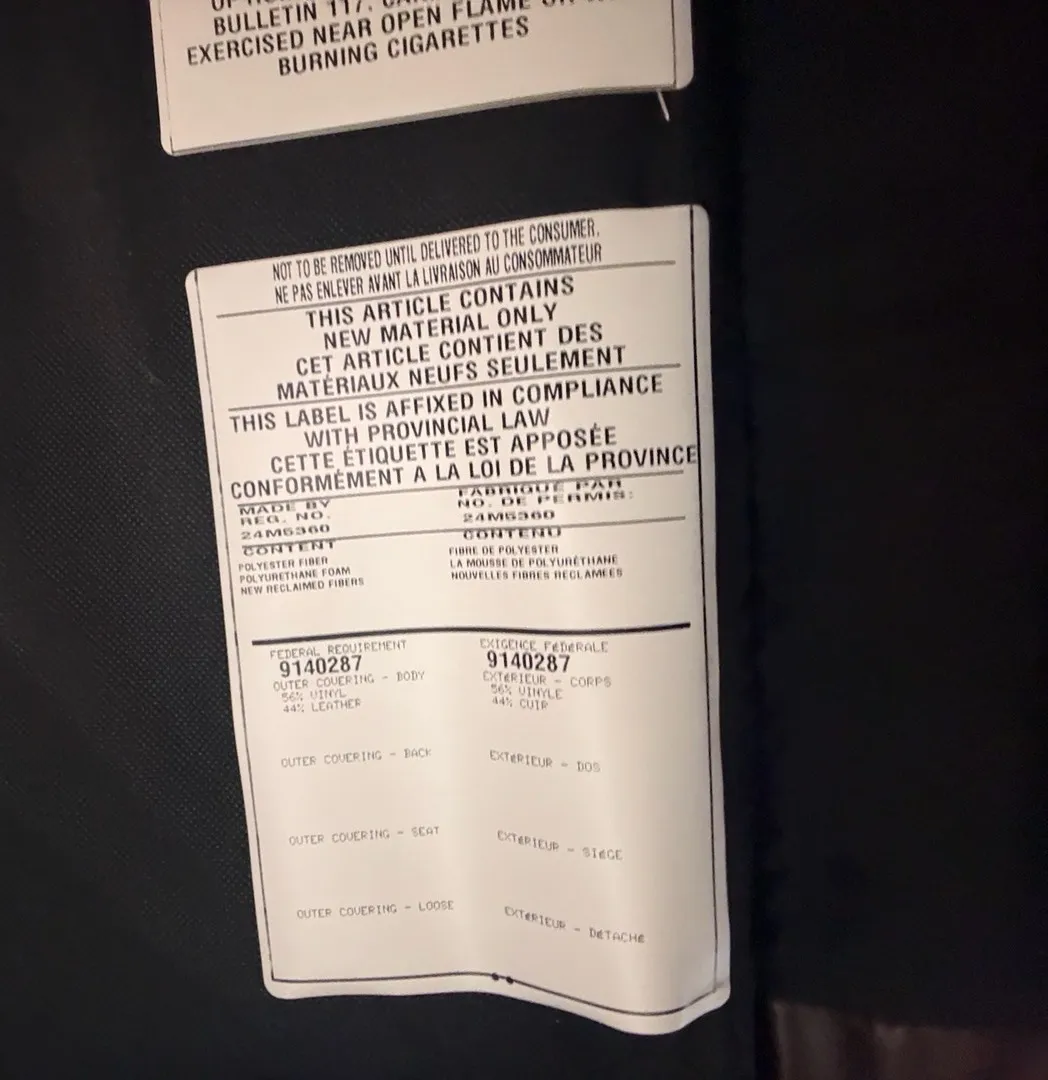 BULLETIN 117.
EXERCISED NEAR OPEN FLAME
BURNING CIGARETTES
NOT TO BE REMOVED UNTIL DELIVERED TO THE CONSUMER.
NE PAS ENLEVER AVANT LA LIVRAISON AU CONSOMMATEUR
THIS ARTICLE CONTAINS
NEW MATERIAL ONLY
CET ARTICLE CONTIENT DES
MATÉRIAUX NEUFS SEULEMENT
THIS LABEL IS AFFIXED IN COMPLIANCE
WITH PROVINCIAL LAW
CETTE ÉTIQUETTE EST APPOSÉE
CONFORMÉMENT A LA LOI DE LA PROVINCE
MADE BY
REG. NO.
24M5360
FABRIQUÉ PAR
NO. DE PERMIS:
24M5360
CONTENT
POLYESTER FIBER
POLYURETHANE FOAM
NEW RECLAIMED FIBERS
CONTENU
FIBRE DE POLYESTER
LA MOUSSE DE POLYURÉTHANE
NOUVELLES FIBRES RECLAMEES
FEDERAL REQUIREMENT
9140287
OUTER COVERING - BODY
56% VINYL
44% LEATHER
EXIGENCE FéDéRALE
9140287
EXTéRIEUR - CORPS
56% VINYLE
44% CUIR
OUTER COVERING - BACK
EXTéRIEUR - DOS
OUTER COVERING - SEAT
EXTéRIEUR - SIéGE
OUTER COVERING - LOOSE
EXTéRIEUR - DéTACHé